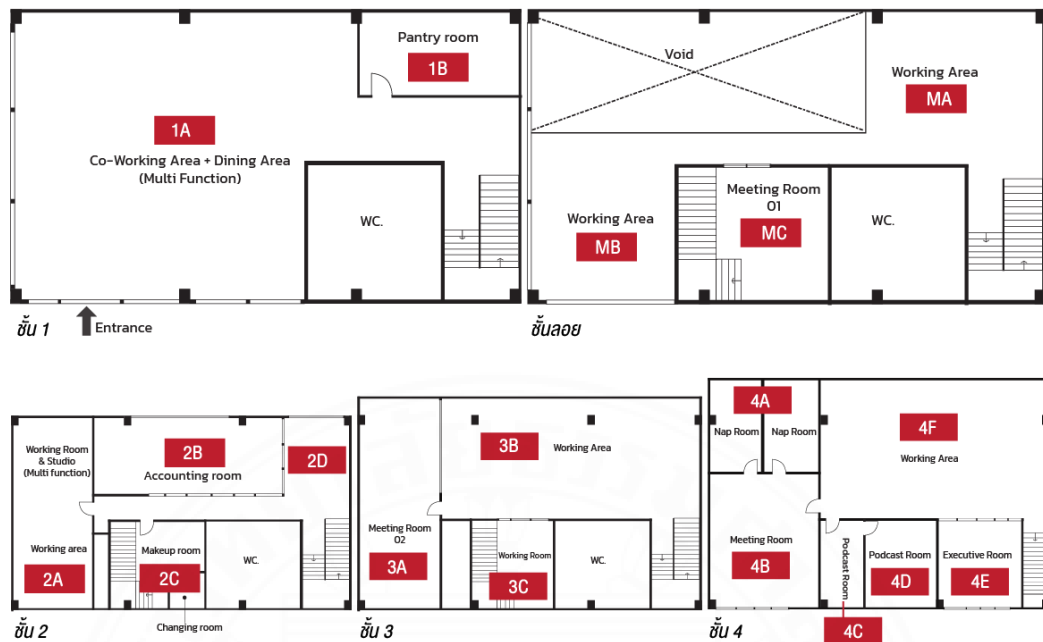 Pantry room
1B
1A
Co-Working Area + Dining Area
(Multi Function)
WC.
ชั้น 1
Entrance
Void
Working Area
MA
Meeting Room
01
MC
Working Area
MB
WC.
ชั้นลอย
Working Room
& Studio
(Multi function)
2B
Accounting room
2D
Working area
2A
Makeup room
2C
WC.
Changing room
ชั้น 2
3B
Working Area
Meeting Room
02
3A
Working Room
3C
WC.
ชั้น 3
4A
Nap Room
Nap Room
4F
Working Area
Meeting Room
4B
Podcast Room
4C
Podcast Room
4D
Executive Room
4E
ชั้น 4